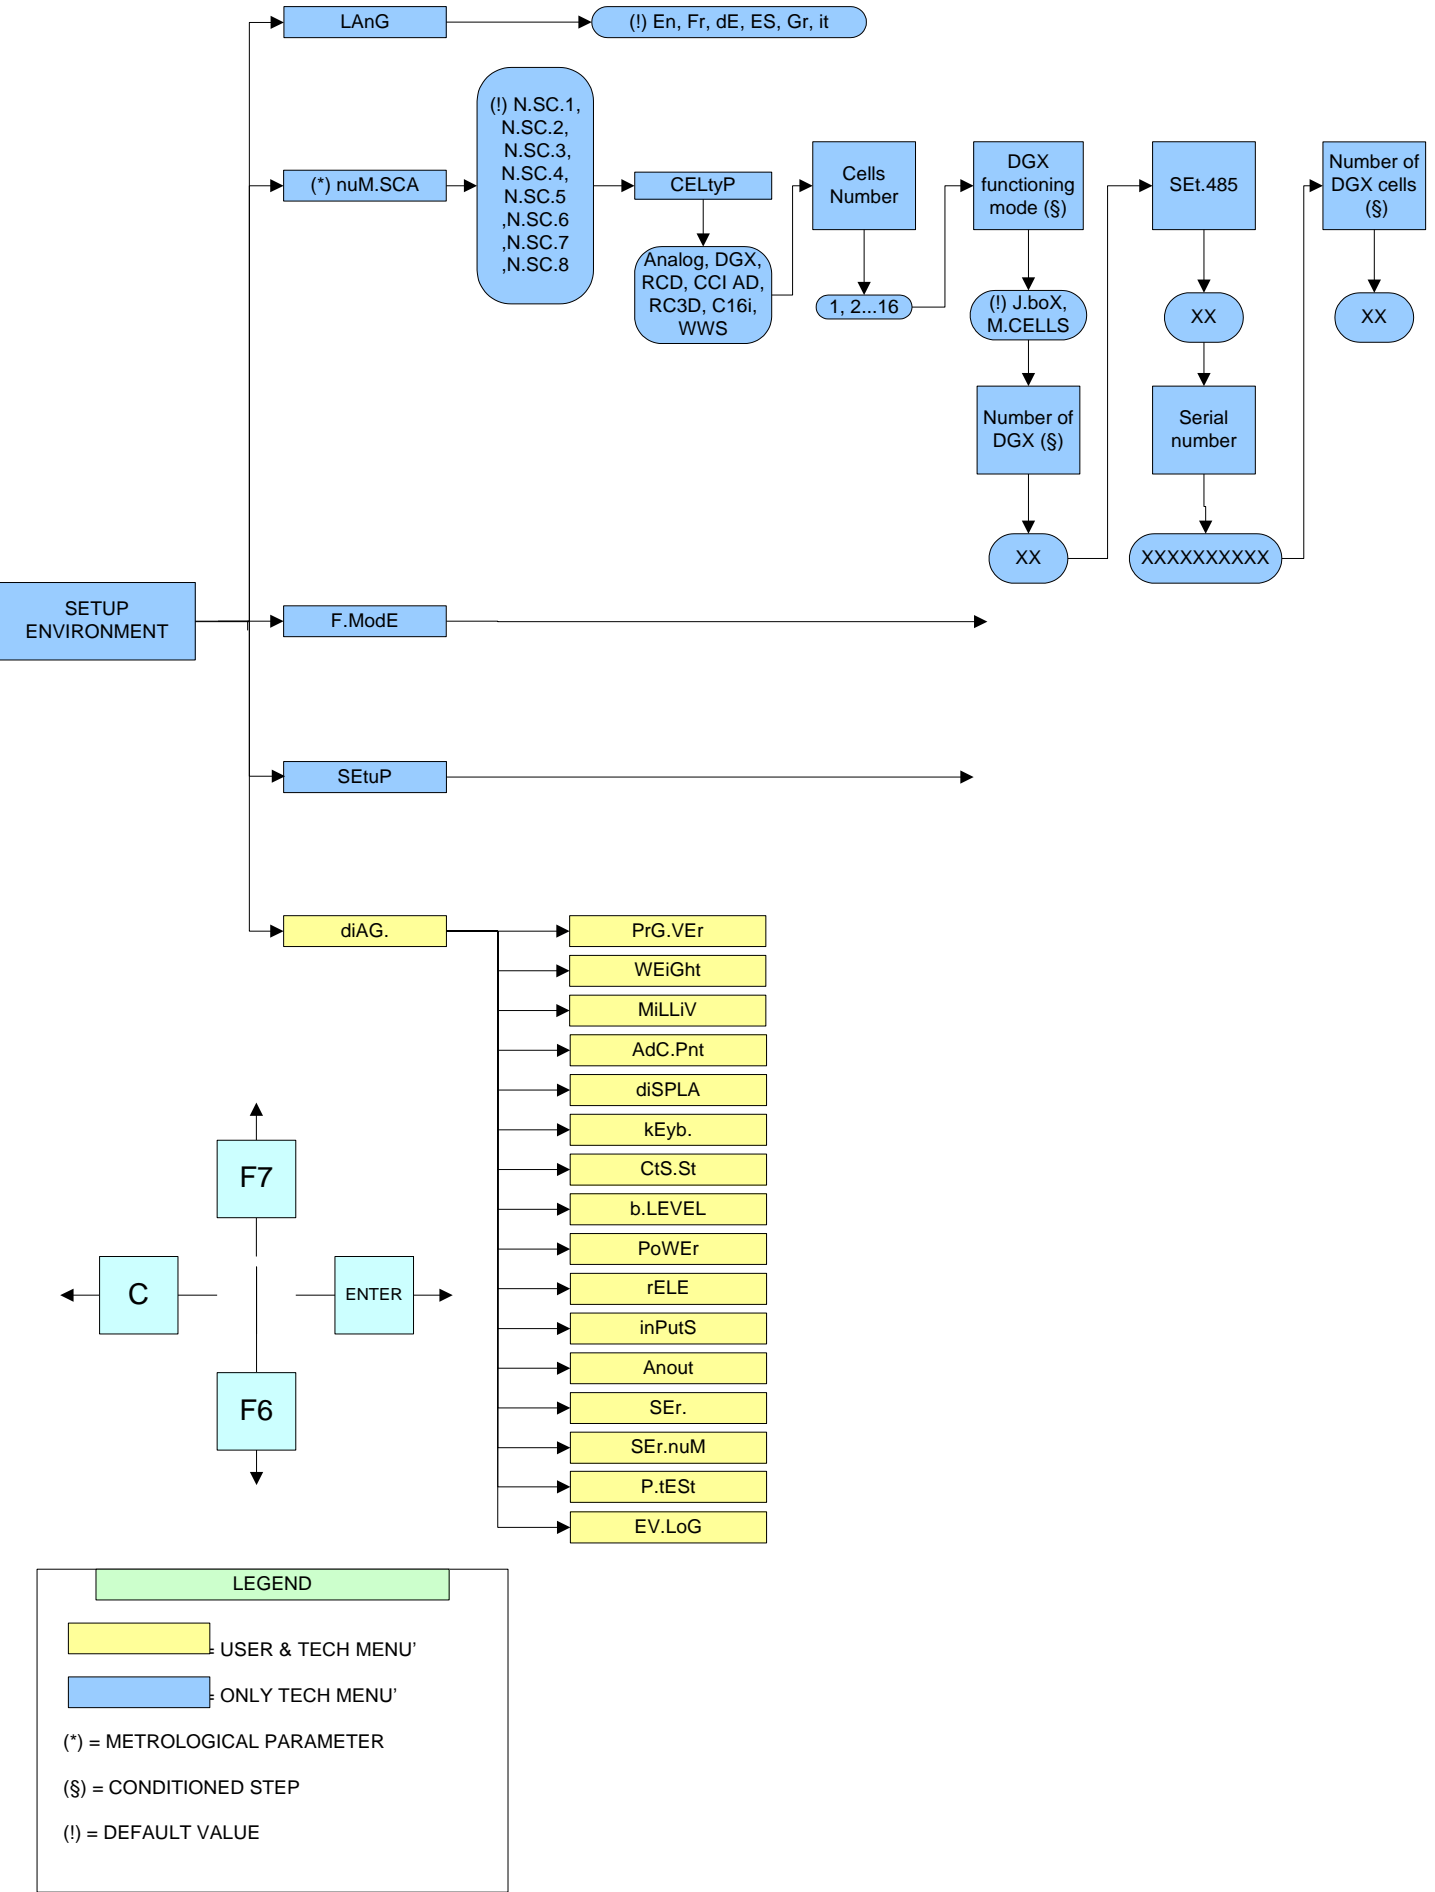 LAnG
(!) En, Fr, dE, ES, Gr, it
(*) nuM.SCA
(!) N.SC.1,
N.SC.2,
N.SC.3,
N.SC.4,
N.SC.5
,N.SC.6
,N.SC.7
,N.SC.8
CELtyP
Analog, DGX,
RCD, CCI AD,
RC3D, C16i,
WWS
Cells
Number
1, 2...16
DGX
functioning
mode (§)
(!) J.boX,
M.CELLS
Number of
DGX (§)
XX
SEt.485
XX
Serial
number
XXXXXXXXXX
Number of
DGX cells
(§)
XX
SETUP
ENVIRONMENT
F.ModE
SEtuP
diAG.
PrG.VEr
WEiGht
MiLLiV
AdC.Pnt
diSPLA
kEyb.
CtS.St
b.LEVEL
PoWEr
rELE
inPutS
Anout
SEr.
SEr.nuM
P.tESt
EV.LoG
F7
C
ENTER
F6
LEGEND
= USER & TECH MENU’
= ONLY TECH MENU’
(*) = METROLOGICAL PARAMETER
(§) = CONDITIONED STEP
(!) = DEFAULT VALUE